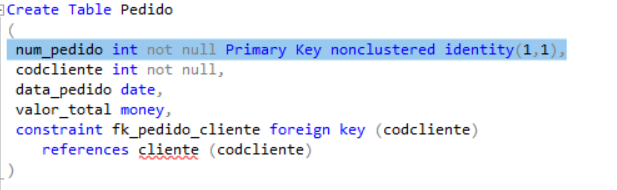 Create Table Pedido
(
num_pedido int not null Primary Key nonclustered identity(1,1),
codcliente int not null,
data_pedido date,
valor_total money,
constraint fk_pedido_cliente foreign key (codcliente)
references cliente (codcliente)
)